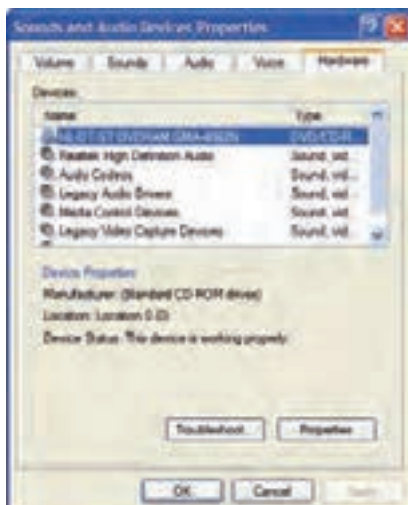 Sounds and Audio Devices Properties
Volume Sounds Audio Voice Hardware
Devices:
Name Type
DVD/CD-R...
Realtek High Definition Audio Sound, vid...
Audio Codecs Sound, vid...
Legacy Audio Drivers Sound, vid...
Media Control Devices Sound, vid...
Legacy Video Capture Devices Sound, vid...
Device Properties
Manufacturer: (Standard CD-ROM drives)
Location: Location 0 (0)
Device Status: This device is working properly.
Troubleshoot... Properties
OK Cancel Apply